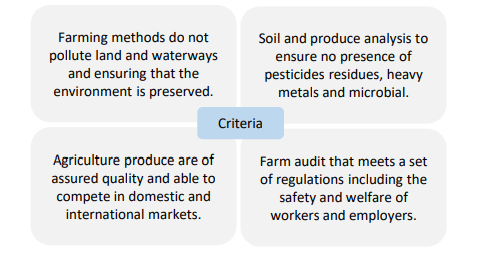 Farming methods do not
pollute land and waterways
and ensuring that the
environment is preserved.
Soil and produce analysis to
ensure no presence of
pesticides residues, heavy
metals and microbial.
Criteria
Agriculture produce are of
assured quality and able to
compete in domestic and
international markets.
Farm audit that meets a set
of regulations including the
safety and welfare of
workers and employers.